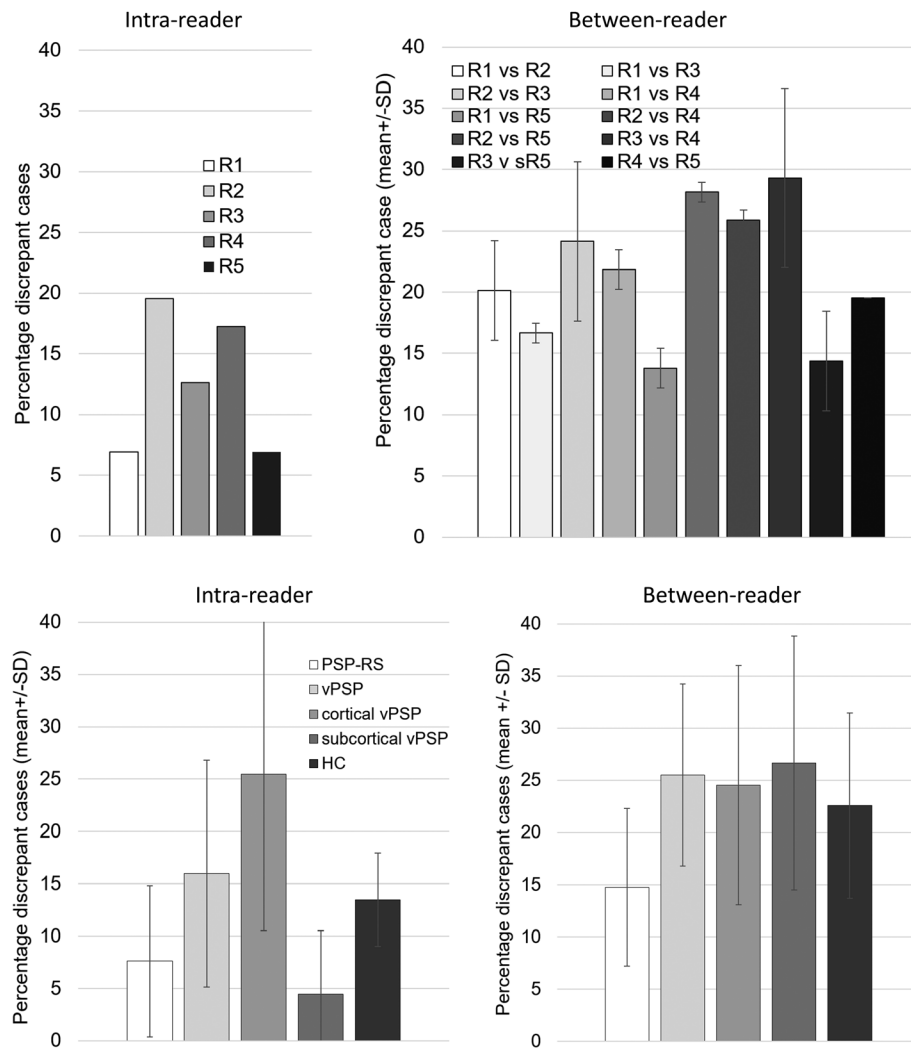 Intra-reader
Between-reader
Percentage discrepant cases
40
35
30
25
20
15
10
5
0
R1
R2
R3
R4
R5
Percentage discrepant case (mean+/-SD)
40
35
30
25
20
15
10
5
0
R1 vs R2
R1 vs R3
R2 vs R3
R1 vs R4
R1 vs R5
R2 vs R4
R2 vs R5
R3 vs R4
R3 v sR5
R4 vs R5
Intra-reader
Between-reader
Percentage discrepant cases (mean+/-SD)
40
35
30
25
20
15
10
5
0
PSP-RS
vPSP
cortical vPSP
subcortical vPSP
HC
Percentage discrepant cases (mean +/- SD)
40
35
30
25
20
15
10
5
0